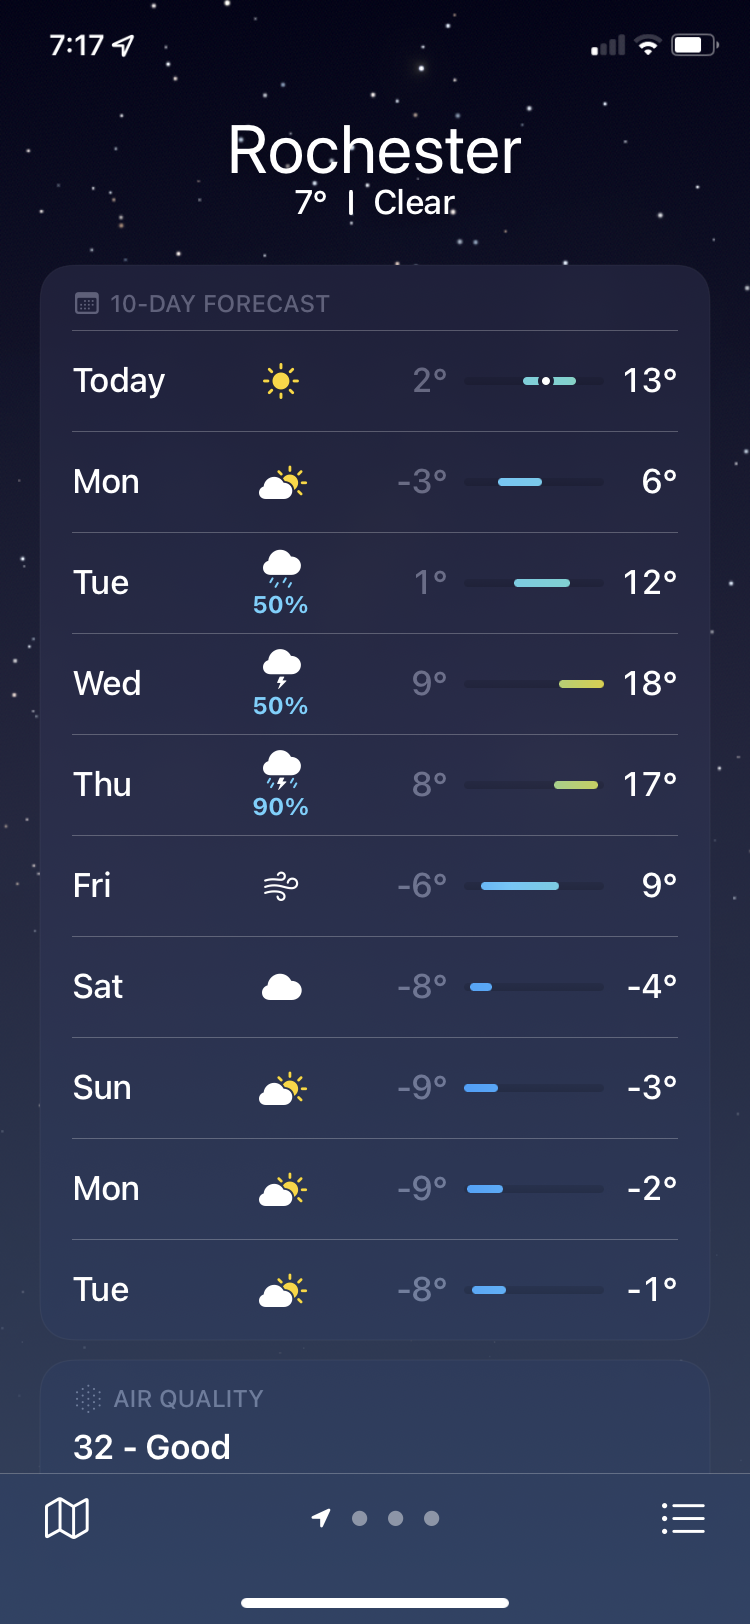 7:17
Rochester
7° | Clear
10-DAY FORECAST
Today 2° 13°
Mon -3° 6°
Tue 50% 1° 12°
Wed 50% 9° 18°
Thu 90% 8° 17°
Fri -6° 9°
Sat -8° -4°
Sun -9° -3°
Mon -9° -2°
Tue -8° -1°
AIR QUALITY
32 - Good